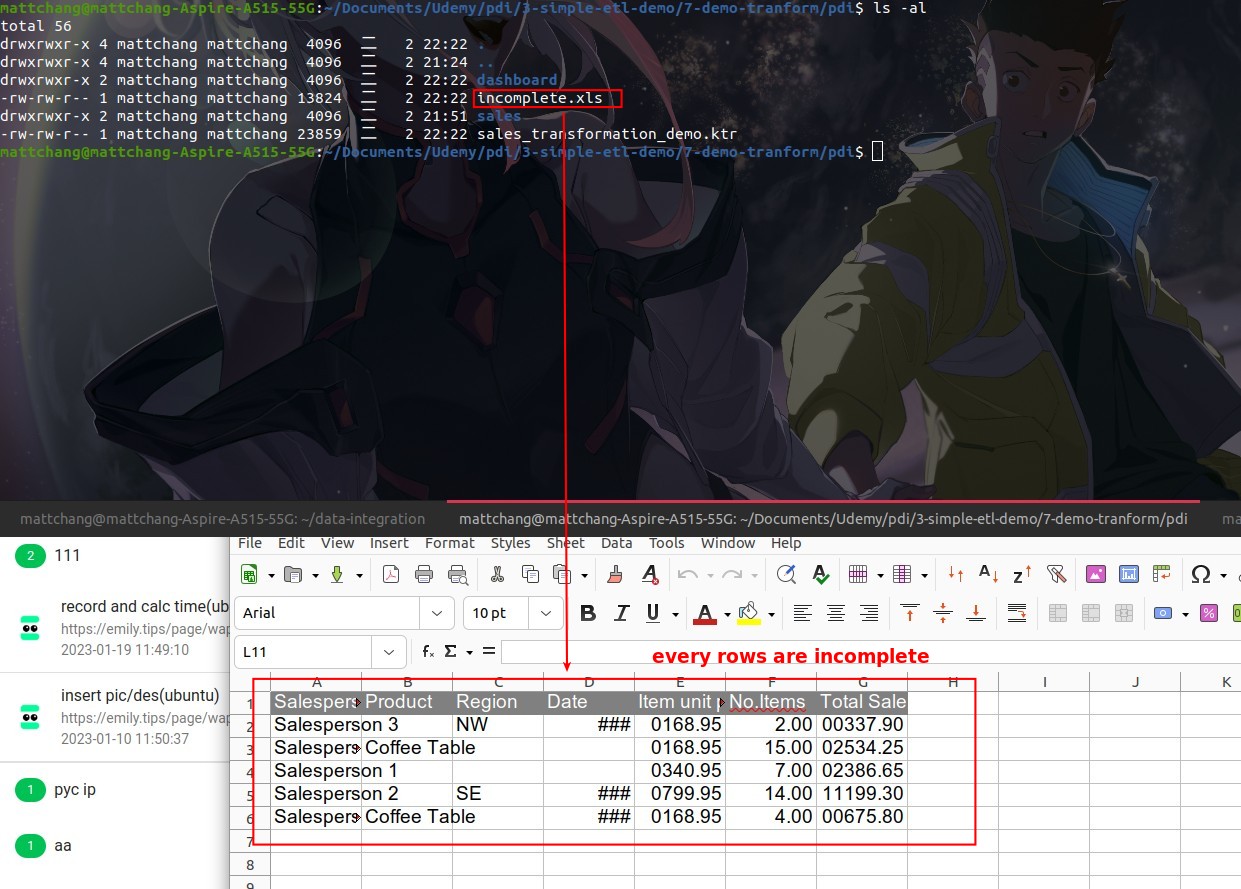 mattchang@mattchang-Aspire-A515-55G:~/Documents/Udemy/pdi/3-simple-etl-demo/7-demo-tranform/pdi$ ls -al
total 56
drwxrwxr-x 4 mattchang mattchang 4096 二 2 22:22 .
drwxrwxr-x 4 mattchang mattchang 4096 二 2 21:24 ..
drwxrwxr-x 2 mattchang mattchang 4096 二 2 22:22 dashboard
-rw-rw-r-- 1 mattchang mattchang 13824 二 2 22:22 incomplete.xls
drwxrwxr-x 2 mattchang mattchang 4096 二 2 21:51 sales
-rw-rw-r-- 1 mattchang mattchang 23859 二 2 22:22 sales_transformation_demo.ktr
mattchang@mattchang-Aspire-A515-55G:~/Documents/Udemy/pdi/3-simple-etl-demo/7-demo-tranform/pdi$
mattchang@mattchang-Aspire-A515-55G: ~/data-integration
mattchang@mattchang-Aspire-A515-55G: ~/Documents/Udemy/pdi/3-simple-etl-demo/7-demo-tranform/pdi
ma
2 111
record and calc time(ub
https://emily.tips/page/wap
2023-01-19 11:49:10
insert pic/des(ubuntu)
https://emily.tips/page/wap
2023-01-10 11:50:37
1 pyc ip
1 aa
File Edit View Insert Format Styles Sheet Data Tools Window Help
Arial 10 pt B I U A
L11
every rows are incomplete
A B C D E F G H I J K
1 Salespers Product Region Date Item unit No.Items Total Sale
2 Salesperson 3 NW ### 0168.95 2.00 00337.90
3 Salespers Coffee Table 0168.95 15.00 02534.25
4 Salesperson 1 0340.95 7.00 02386.65
5 Salesperson 2 SE ### 0799.95 14.00 11199.30
6 Salespers Coffee Table ### 0168.95 4.00 00675.80
7
8
9